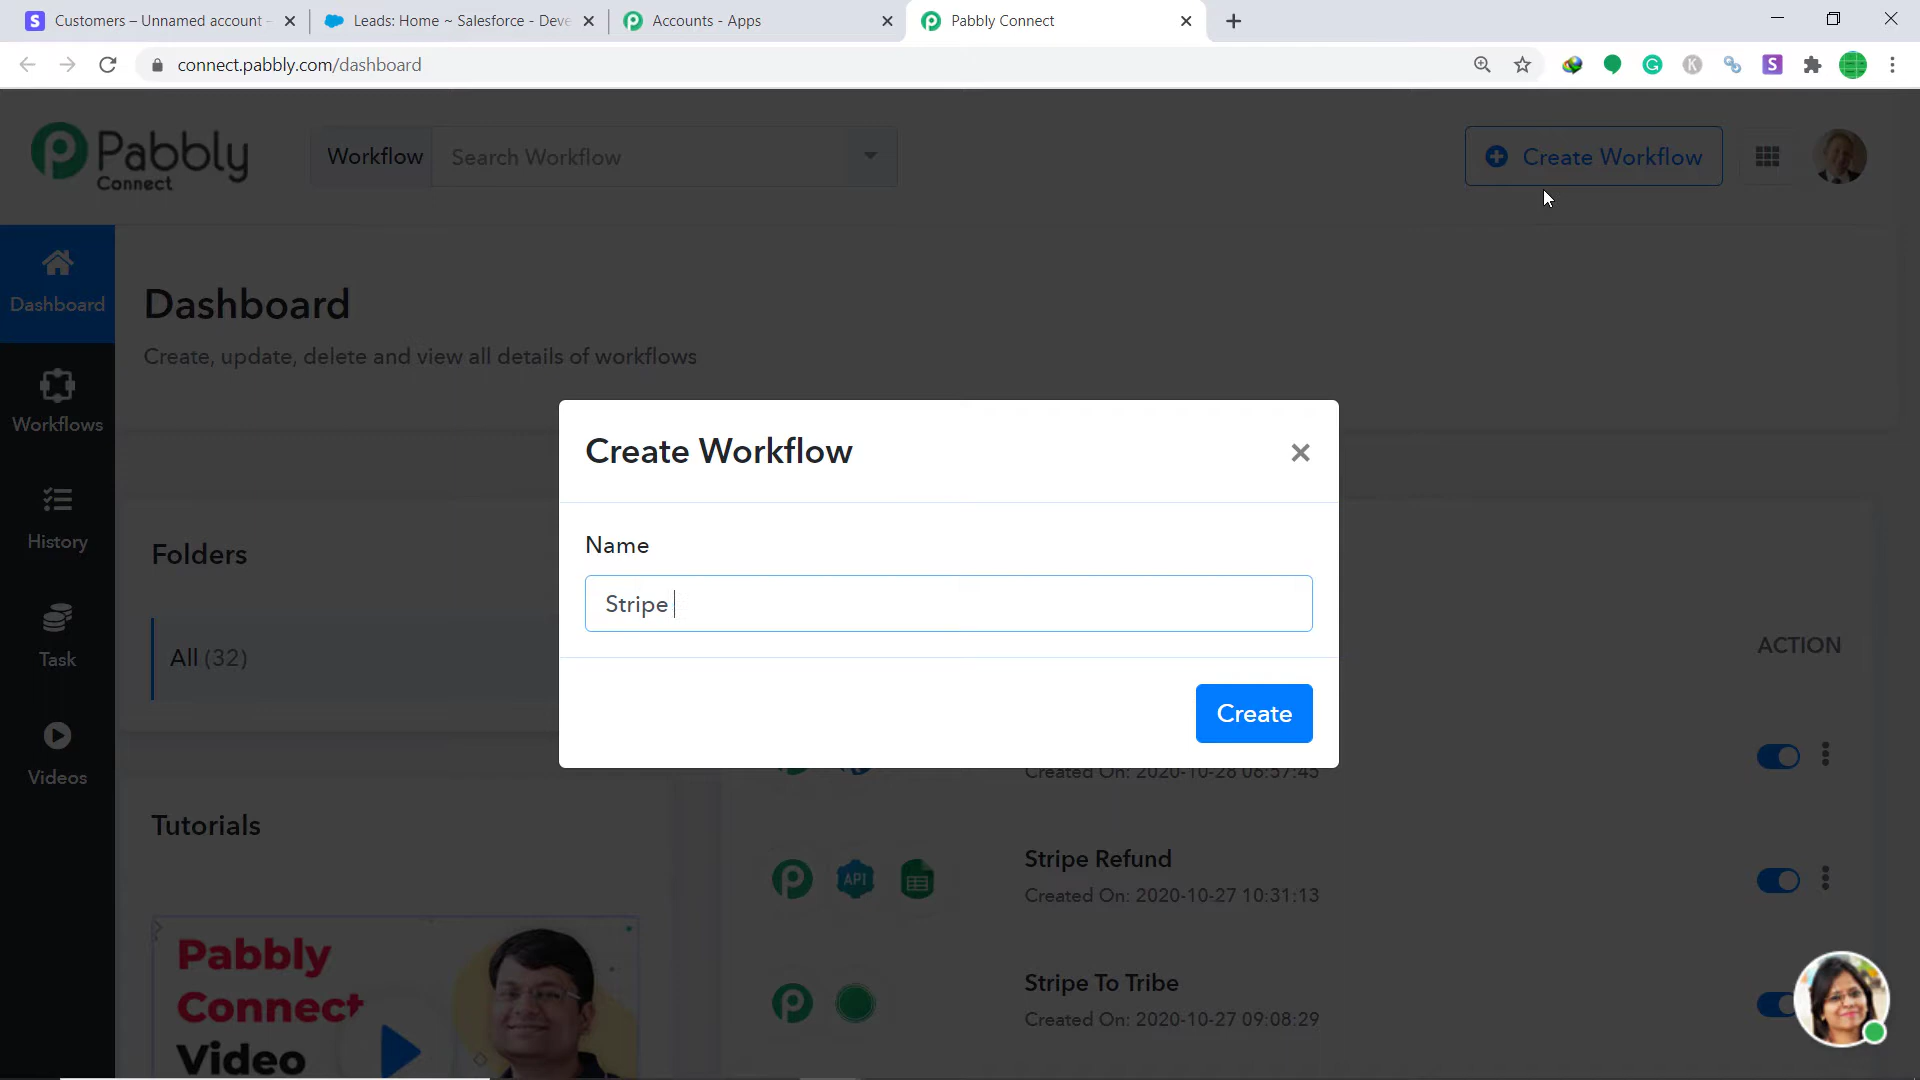 Customers – Unnamed account -
Leads: Home ~ Salesforce - Deve
Accounts - Apps
Pabbly Connect
connect.pabbly.com/dashboard
Pabbly
Connect
Workflow
Search Workflow
Create Workflow
Dashboard
Dashboard
Create, update, delete and view all details of workflows
Workflows
Create Workflow
×
Name
Stripe
Create
History
Folders
All (32)
Task
ACTION
Created On: 2020-10-28 06:57:45
Videos
Tutorials
Stripe Refund
API
Created On: 2020-10-27 10:31:13
Pabbly
Connect
Video
Stripe To Tribe
Created On: 2020-10-27 09:08:29